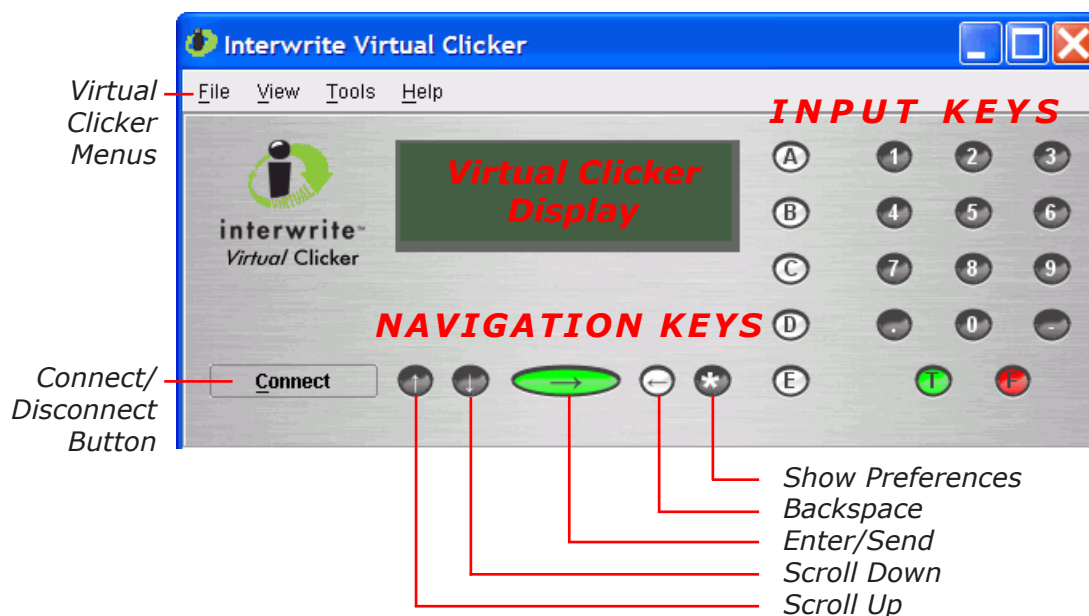 Interwrite Virtual Clicker
File View Tools Help
Virtual
Clicker
Menus
INPUT KEYS
Virtual Clicker
Display
VIRTUAL
interwrite™
Virtual Clicker
A 1 2 3
B 4 5 6
C 7 8 9
D . 0 -
NAVIGATION KEYS
Connect/
Disconnect
Button
Connect ↑ ↓ → ← * E T F
Show Preferences
Backspace
Enter/Send
Scroll Down
Scroll Up